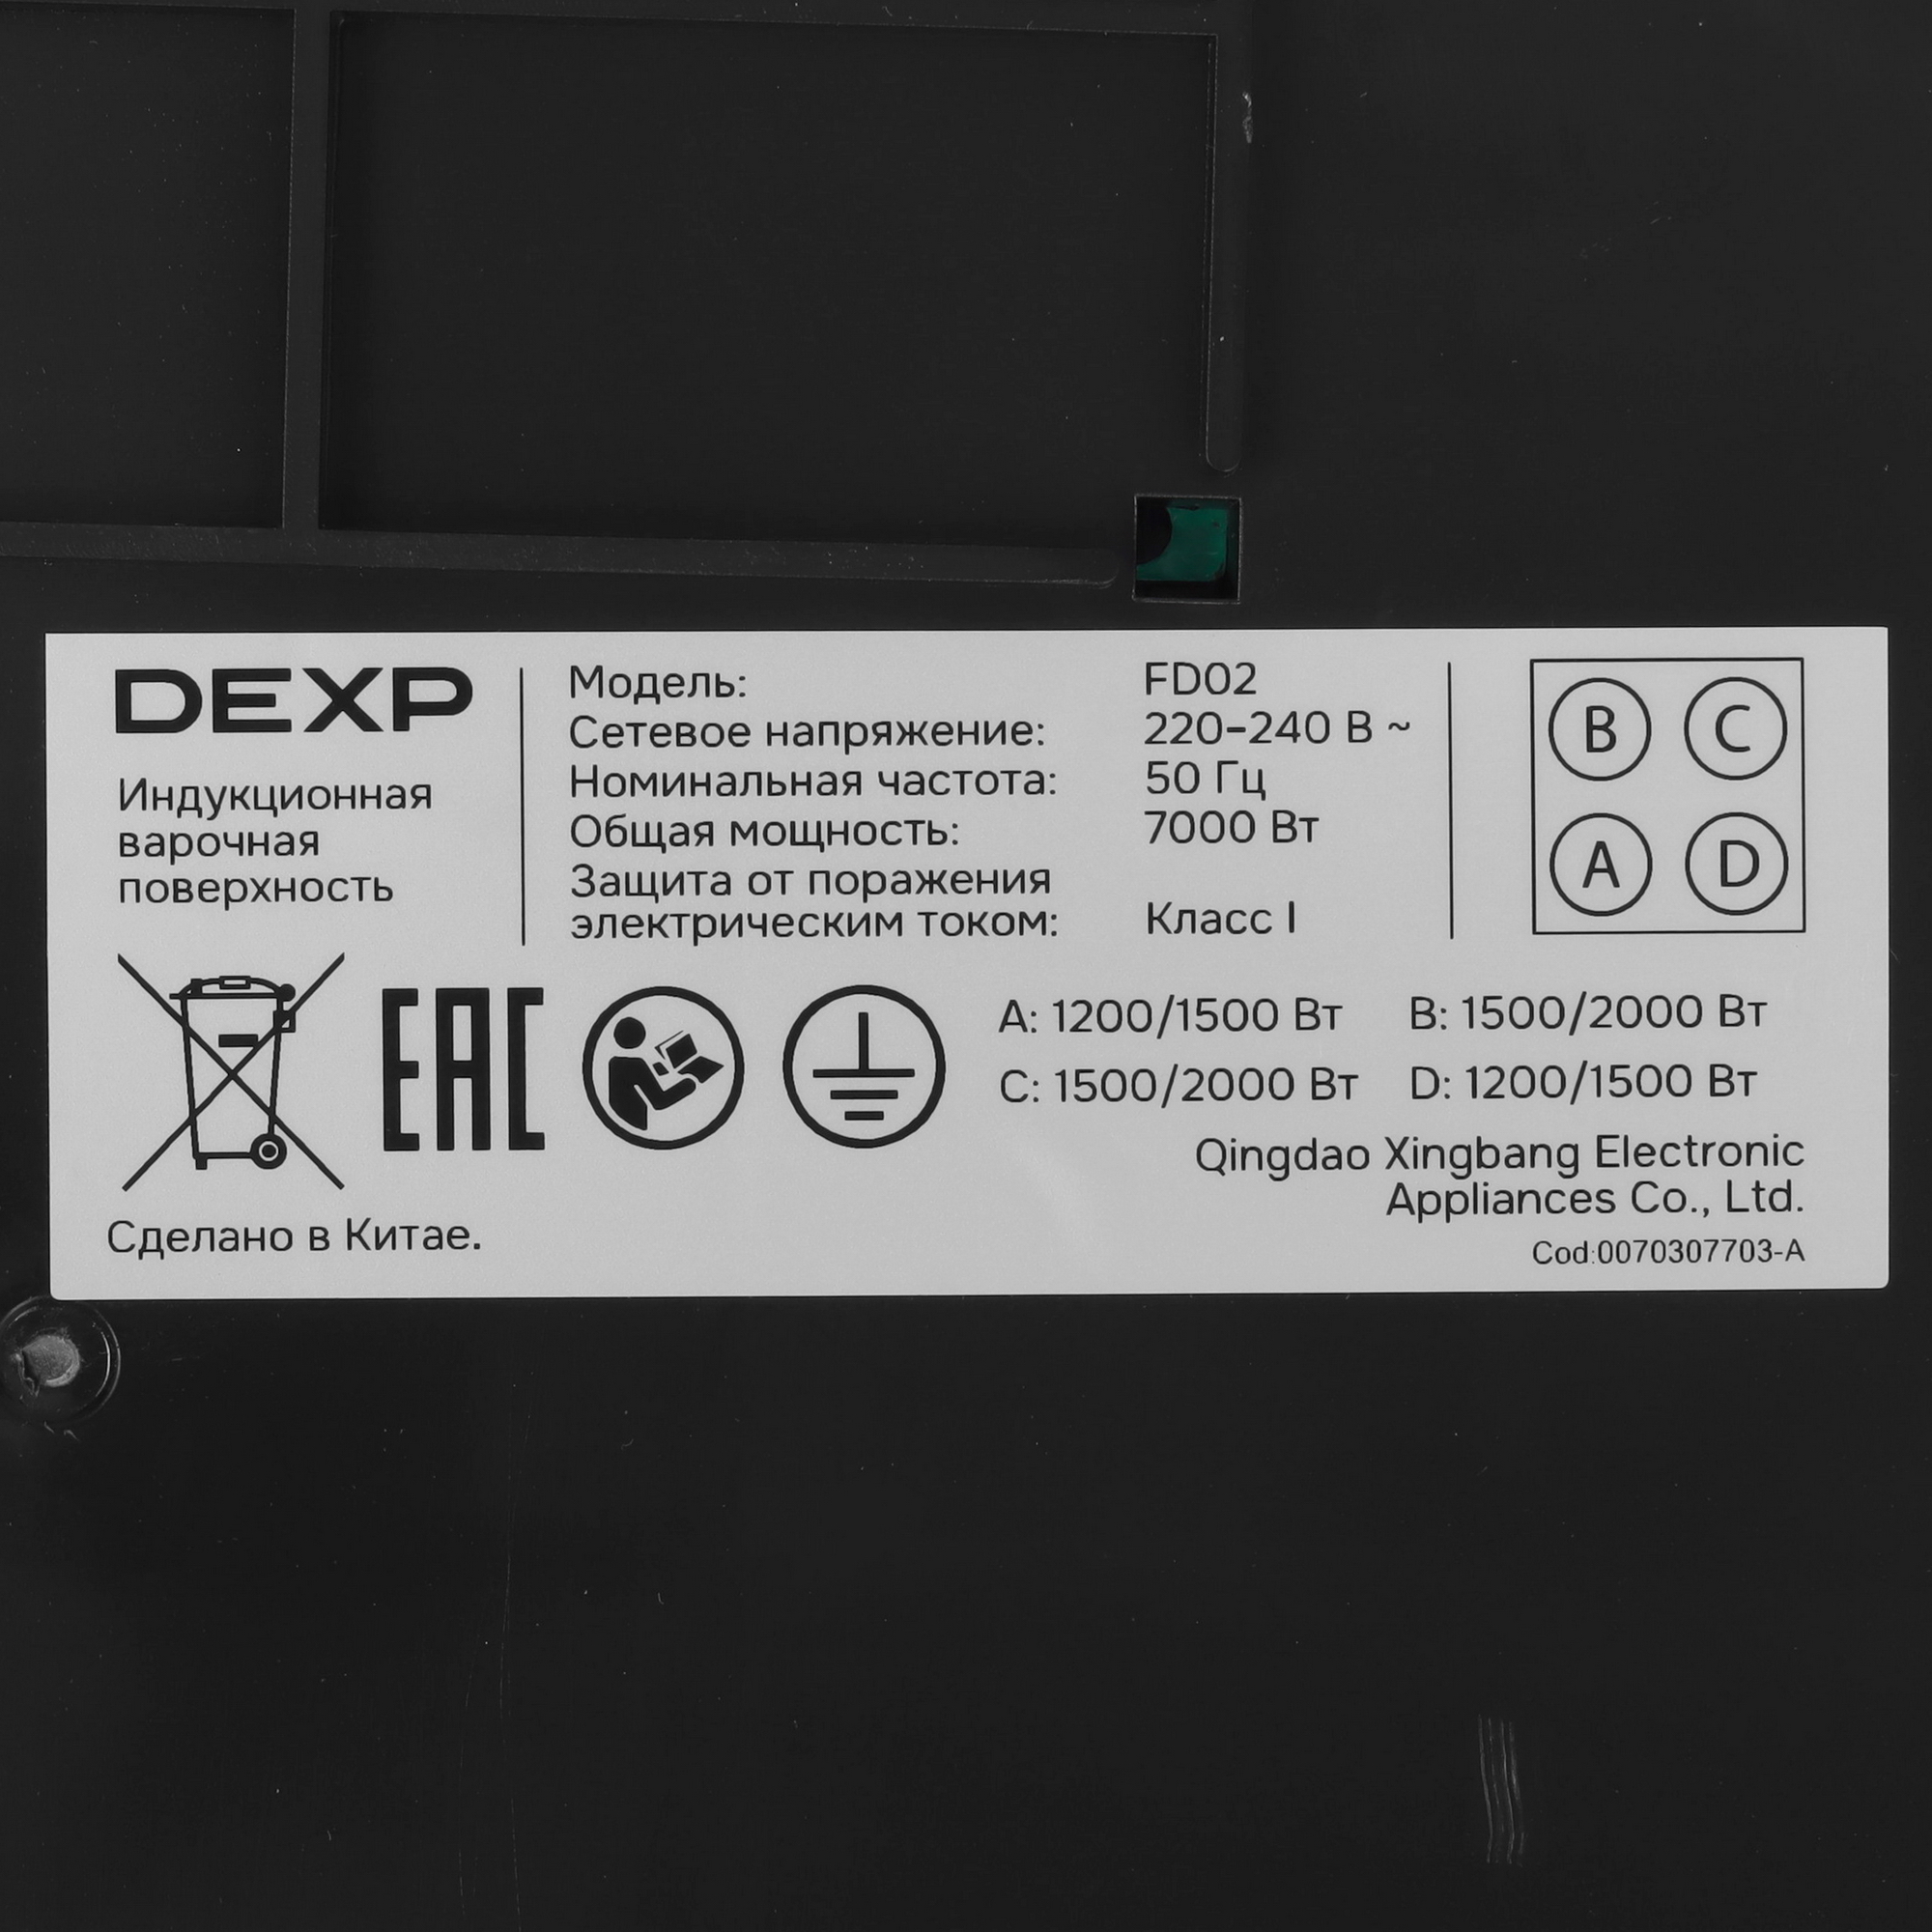 DEXP
Индукционная
варочная
поверхность
Модель: FD02
Сетевое напряжение: 220-240 В ~
Номинальная частота: 50 Гц
Общая мощность: 7000 Вт
Защита от поражения
электрическим током: Класс I
B C
A D
EAC
A: 1200/1500 Вт B: 1500/2000 Вт
C: 1500/2000 Вт D: 1200/1500 Вт
Qingdao Xingbang Electronic
Appliances Co., Ltd.
Cod:0070307703-A
Сделано в Китае.